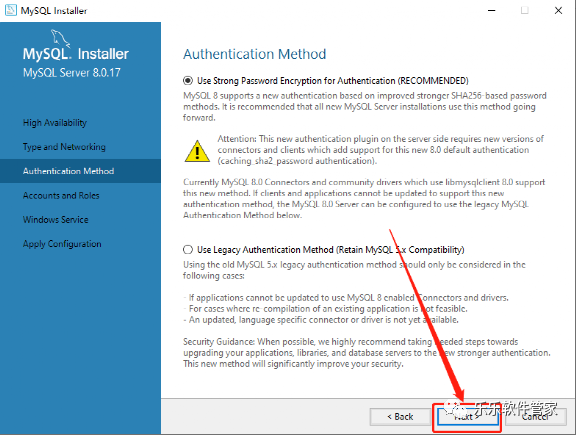 MySQL Installer
MySQL. Installer
MySQL Server 8.0.17
High Availability
Type and Networking
Authentication Method
Accounts and Roles
Windows Service
Apply Configuration
Authentication Method
Use Strong Password Encryption for Authentication (RECOMMENDED)
MySQL 8 supports a new authentication based on improved stronger SHA256-based password
methods. It is recommended that all new MySQL Server installations use this method going
forward.
Attention: This new authentication plugin on the server side requires new versions of
connectors and clients which add support for this new 8.0 default authentication
(caching_sha2_password authentication).
Currently MySQL 8.0 Connectors and community drivers which use libmysqlclient 8.0 support
this new method. If clients and applications cannot be updated to support this new
authentication method, the MySQL 8.0 Server can be configured to use the legacy MySQL
Authentication Method below.
Use Legacy Authentication Method (Retain MySQL 5.x Compatibility)
Using the old MySQL 5.x legacy authentication method should only be considered in the
following cases:
- If applications cannot be updated to use MySQL 8 enabled Connectors and drivers.
- For cases where re-compilation of an existing application is not feasible.
- An updated, language specific connector or driver is not yet available.
Security Guidance: When possible, we highly recommend taking needed steps towards
upgrading your applications, libraries, and database servers to the new stronger authentication.
This new method will significantly improve your security.
< Back
Next >
Cancel
乐乐软件管家